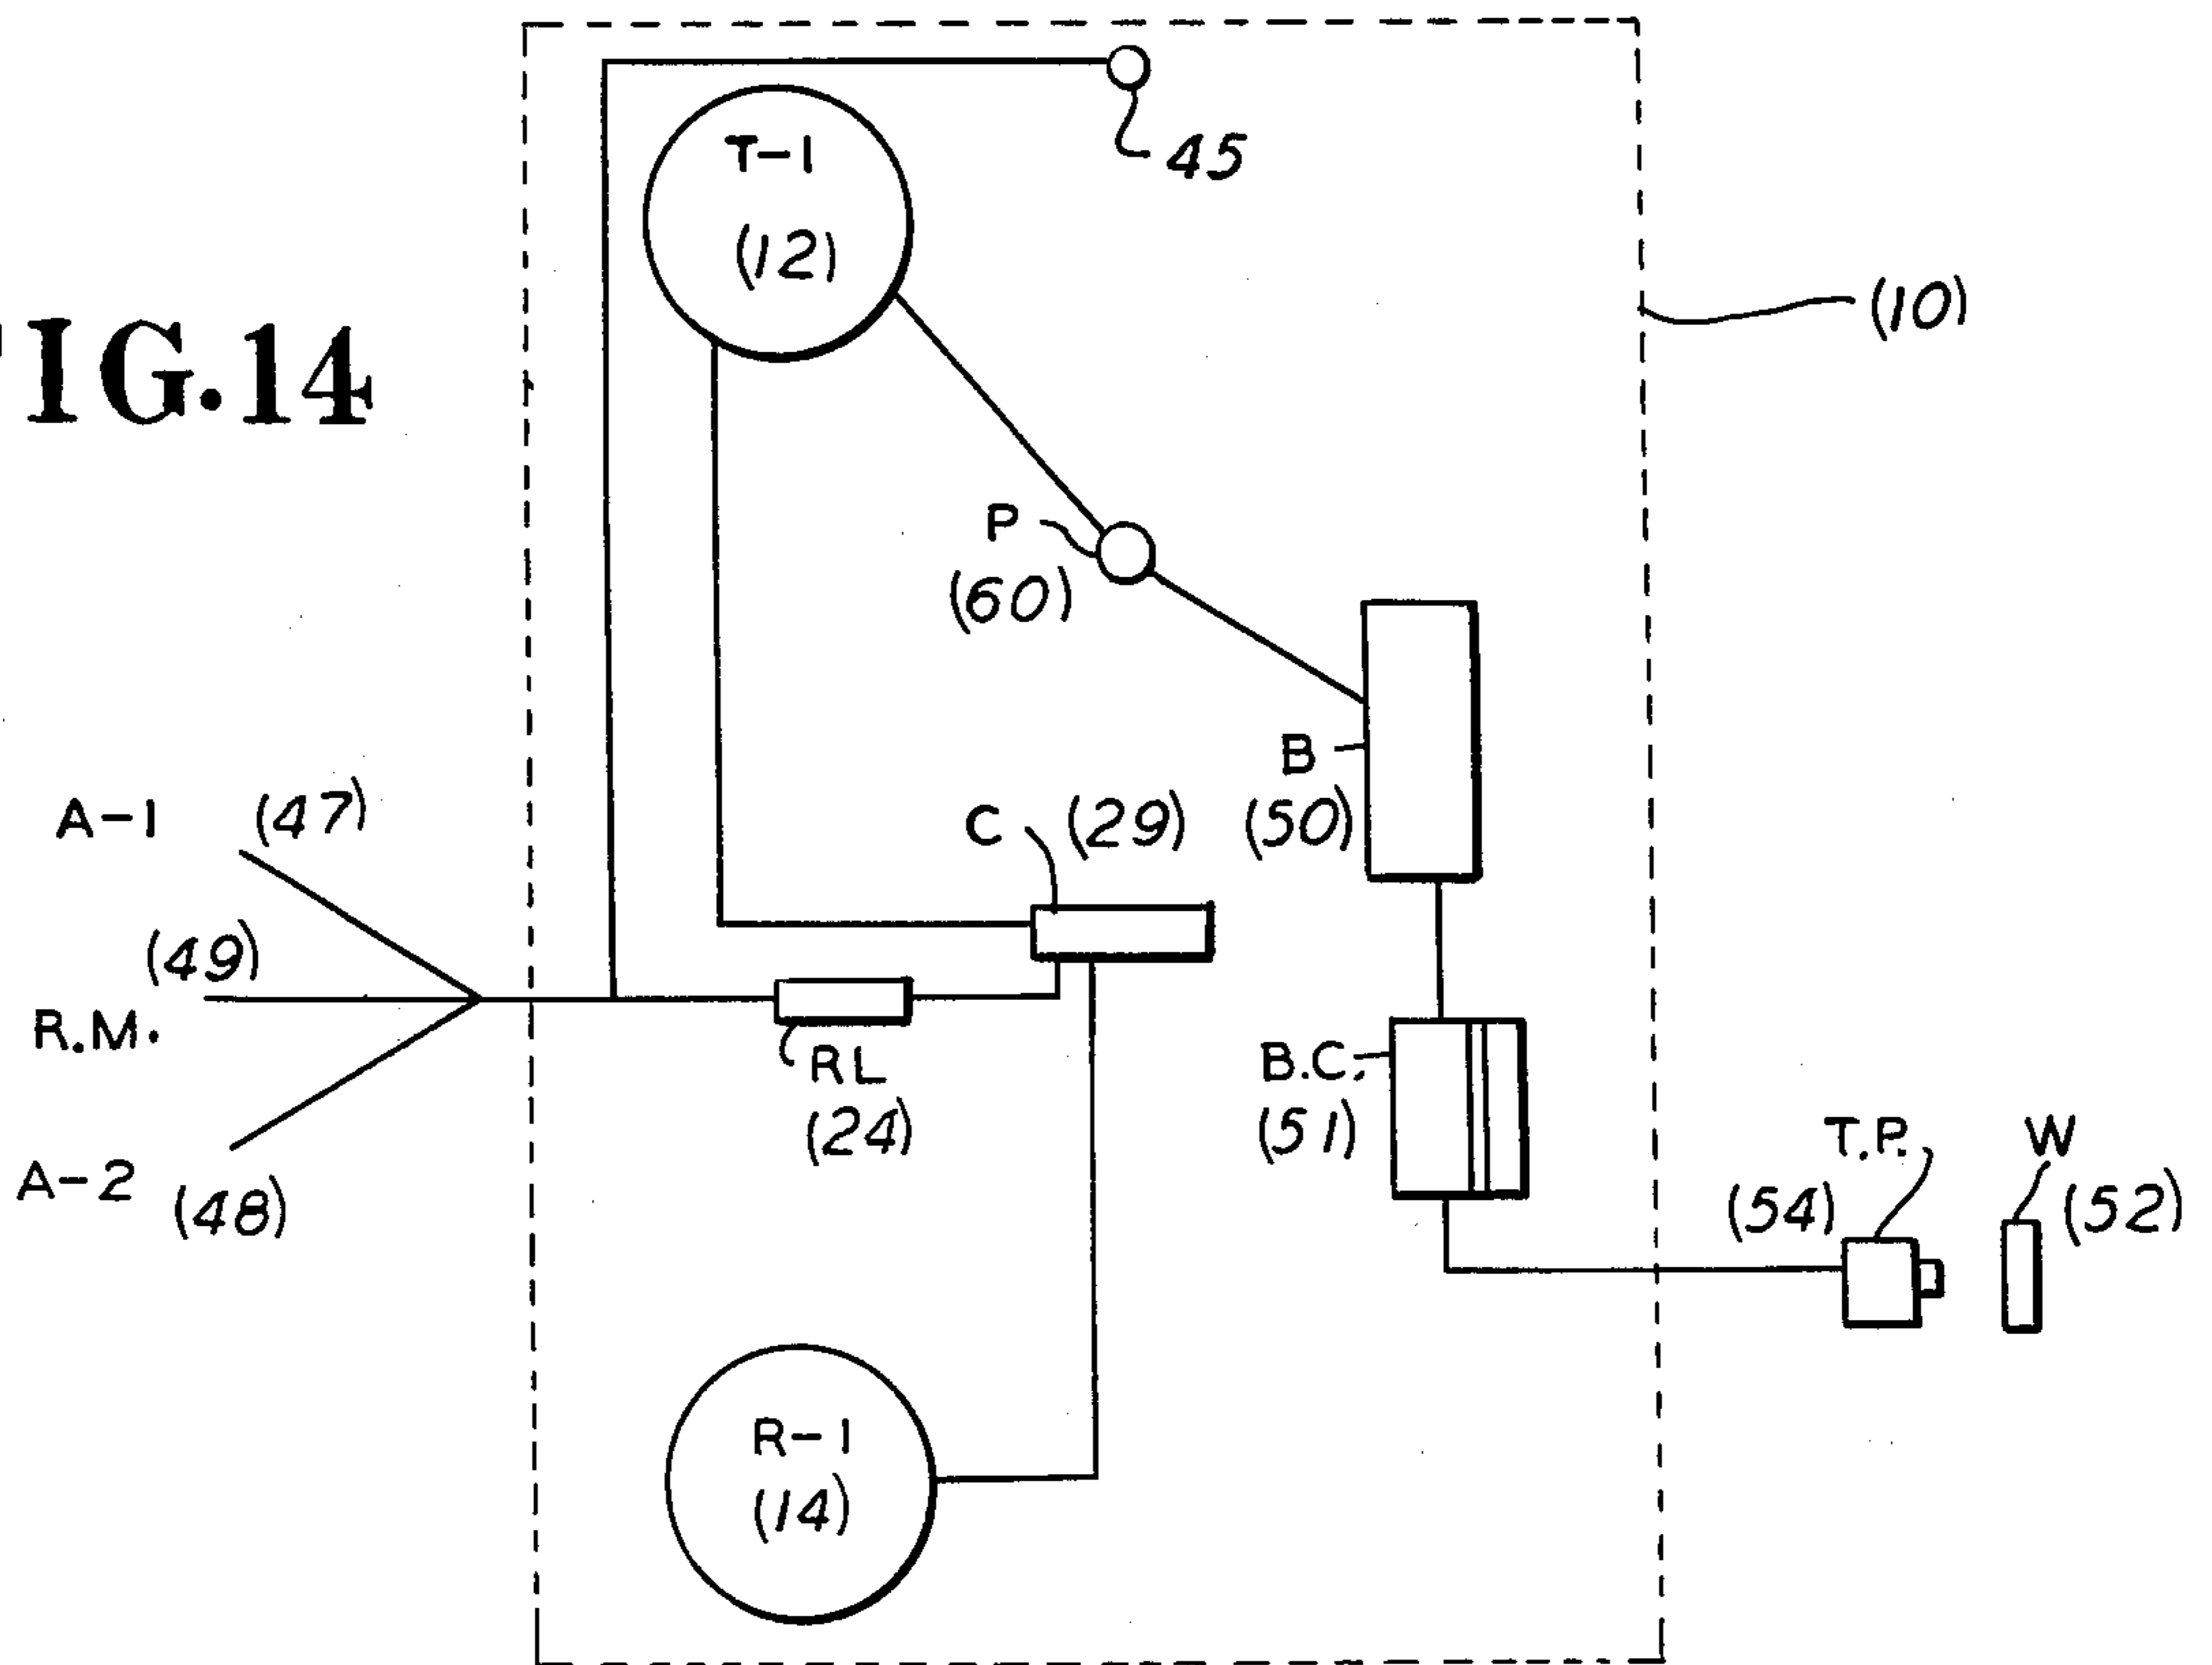 T-1
(12)
45
(10)
FIG.14
P
(60)
B
(50)
C (29)
A-1 (47)
(49)
R.M.
A-2 (48)
RL
(24)
B.C.
(51)
T.P.
(54)
W
(52)
R-1
(14)